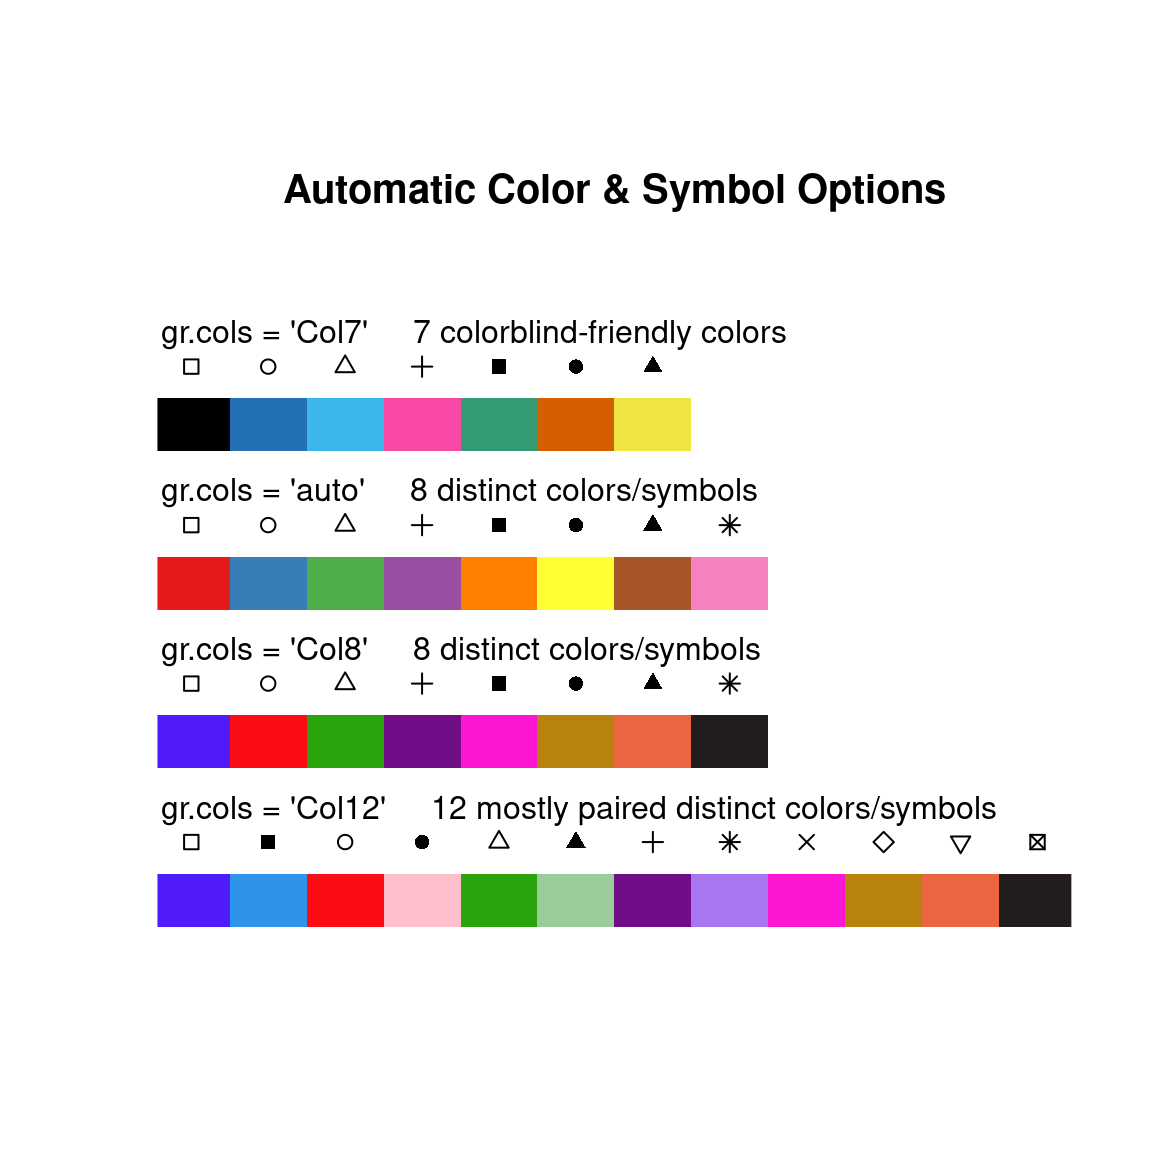 Automatic Color & Symbol Options
gr.cols = 'Col7' 7 colorblind-friendly colors
gr.cols = 'auto' 8 distinct colors/symbols
gr.cols = 'Col8' 8 distinct colors/symbols
gr.cols = 'Col12' 12 mostly paired distinct colors/symbols